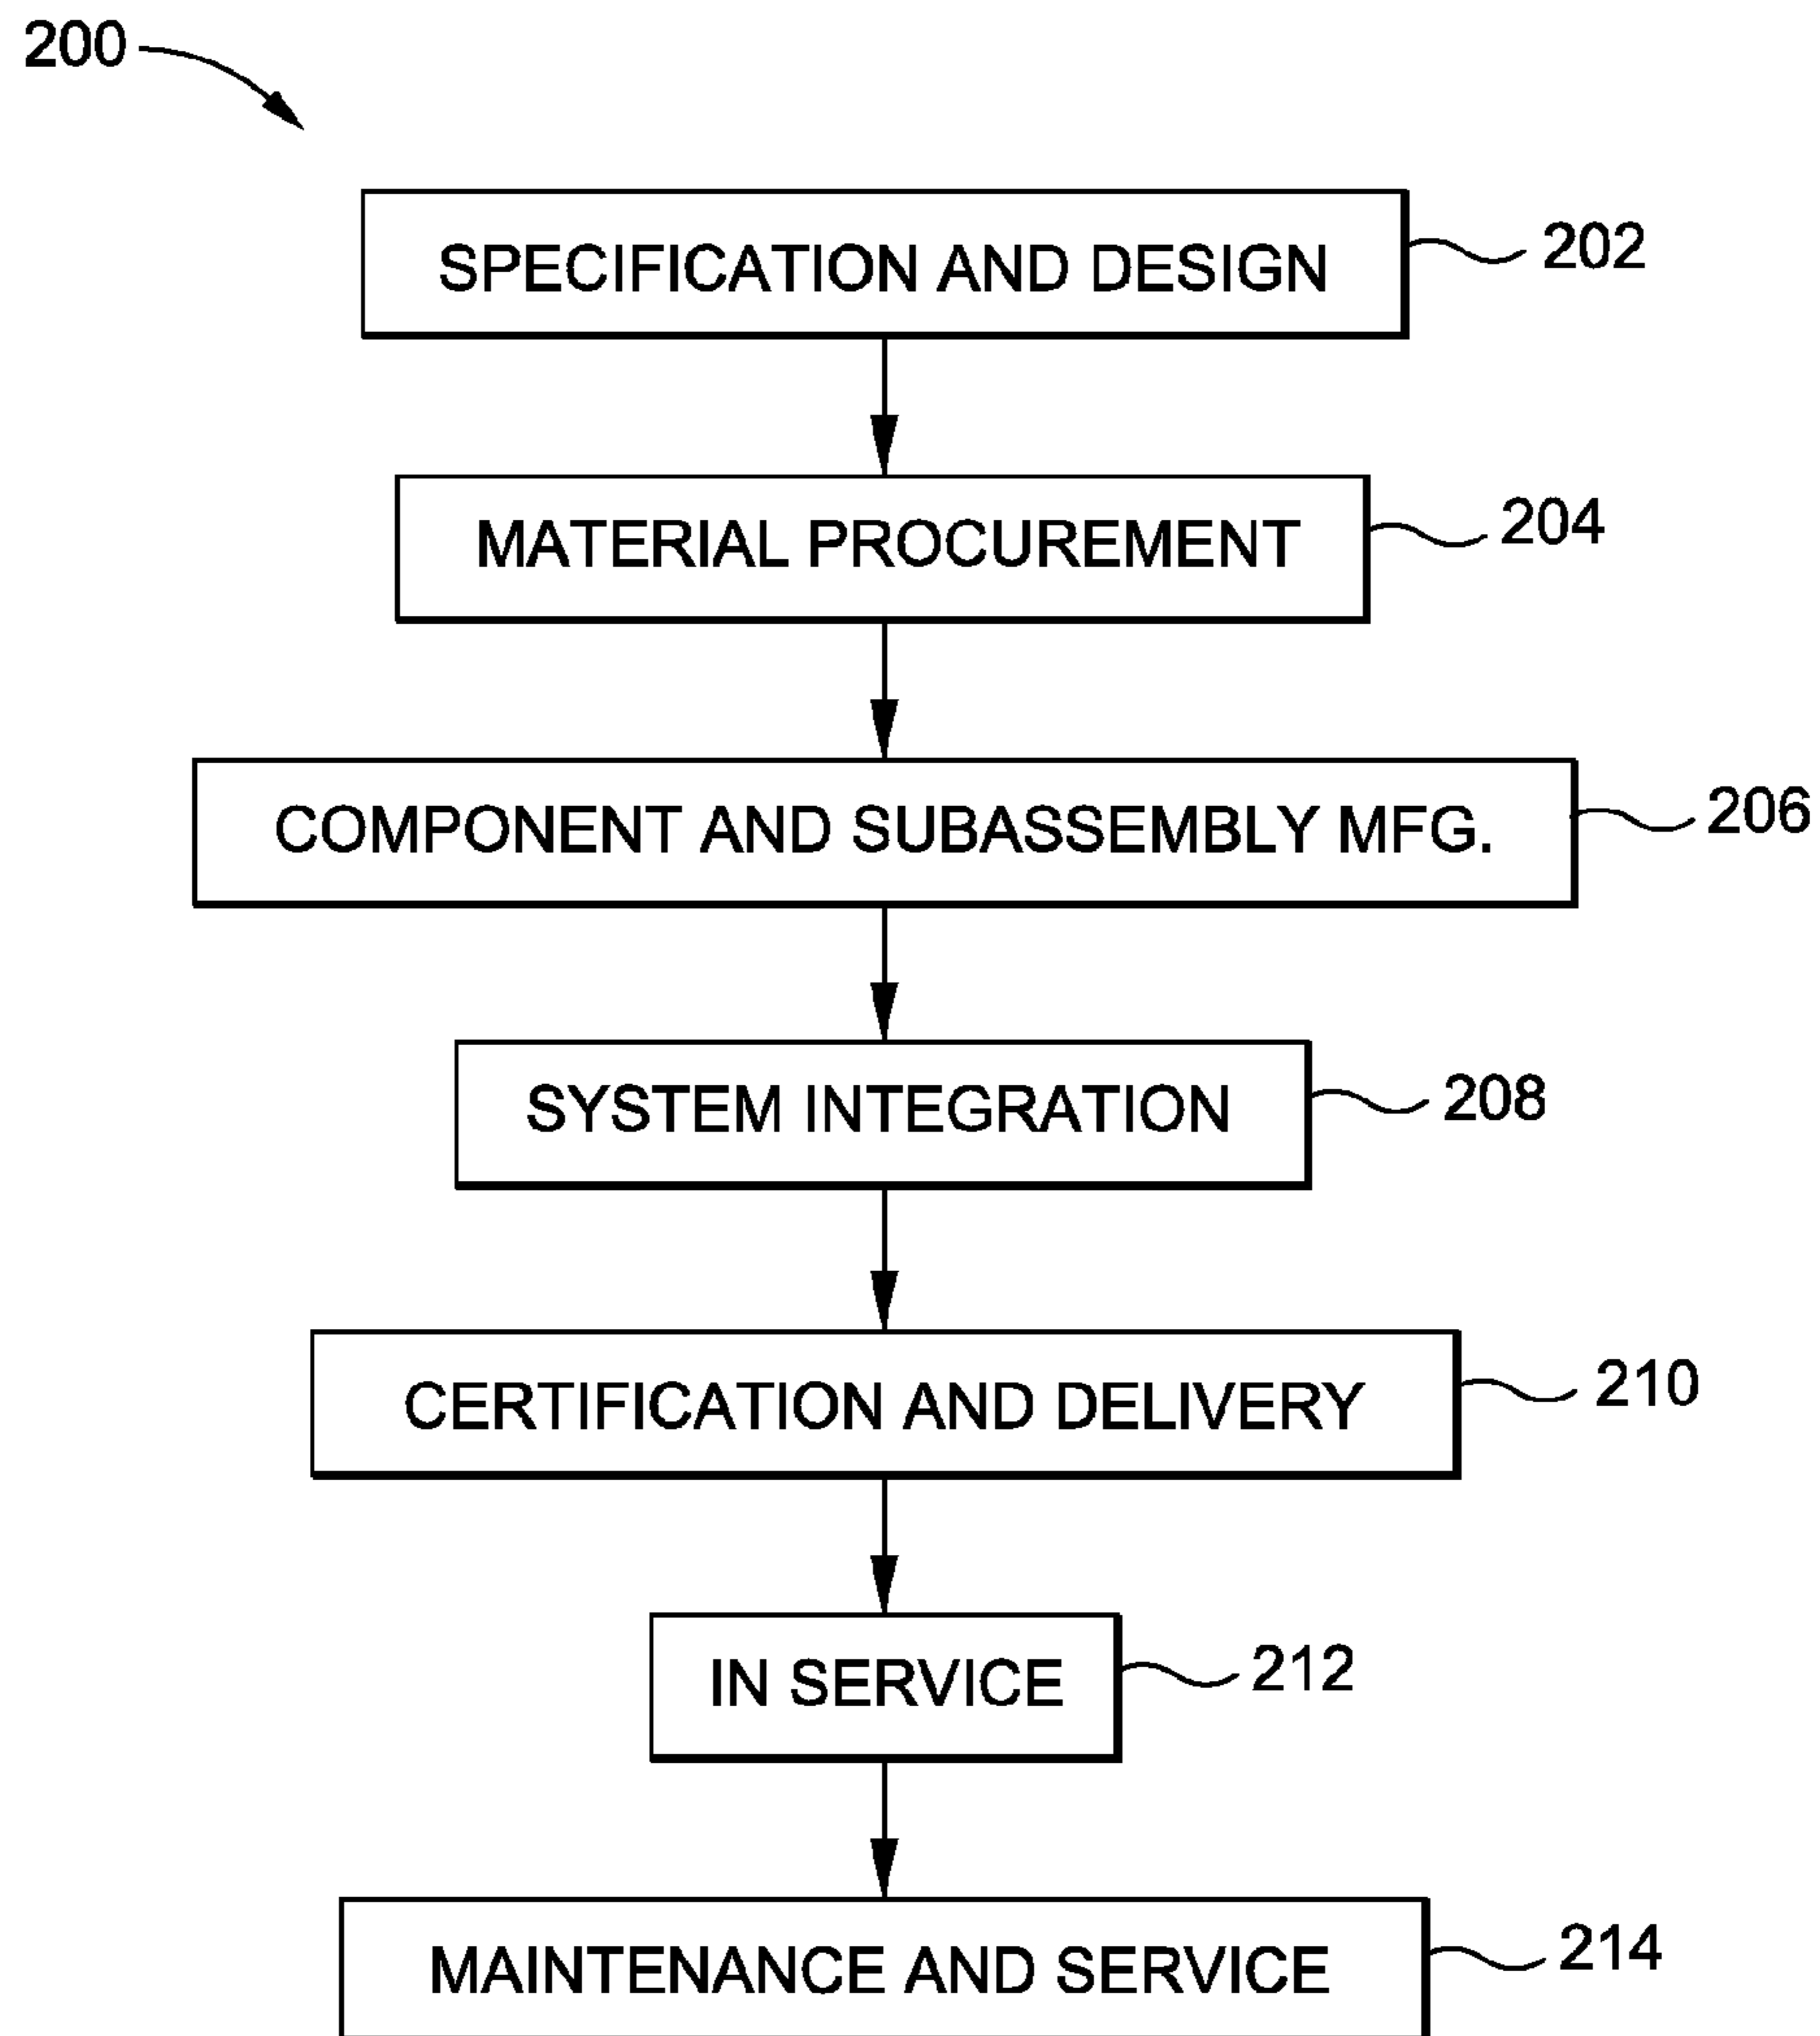 200
SPECIFICATION AND DESIGN
202
MATERIAL PROCUREMENT
204
COMPONENT AND SUBASSEMBLY MFG.
206
SYSTEM INTEGRATION
208
CERTIFICATION AND DELIVERY
210
IN SERVICE
212
MAINTENANCE AND SERVICE
214